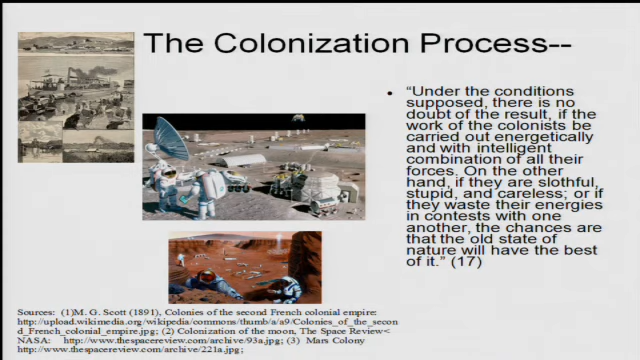 The Colonization Process--
• “Under the conditions
supposed, there is no
doubt of the result, if the
work of the colonists be
carried out energetically
and with intelligent
combination of all their
forces. On the other
hand, if they are slothful,
stupid, and careless; or if
they waste their energies
in contests with one
another, the chances are
that the old state of
nature will have the best
of it.” (17)
Sources: (1)M. G. Scott (1891), Colonies of the second French colonial empire:
http://upload.wikimedia.org/wikipedia/commons/thumb/a/a9/Colonies_of_the_secon
d_French_colonial_empire.jpg; (2) Colonization of the moon, The Space Review<
NASA: http://www.thespacereview.com/archive/93a.jpg; (3) Mars Colony
http://www.thespacereview.com/archive/221a.jpg;